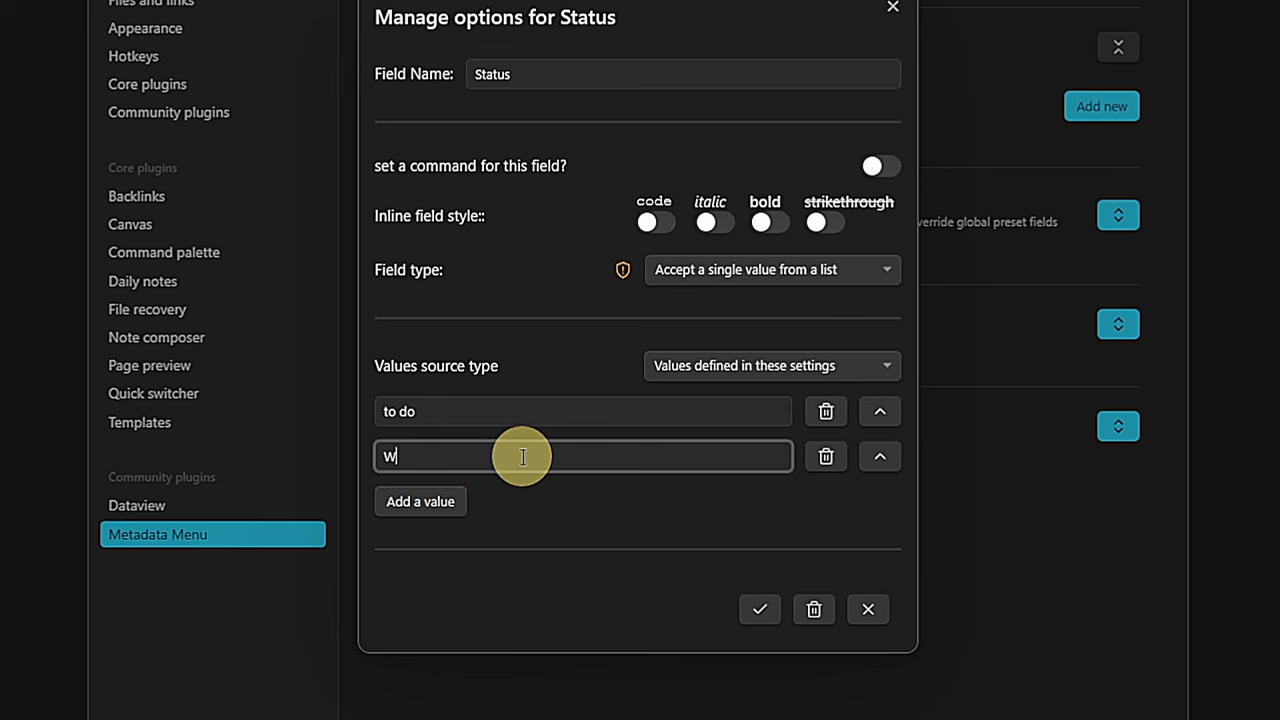 Files and links
Appearance
Hotkeys
Core plugins
Community plugins
Core plugins
Backlinks
Canvas
Command palette
Daily notes
File recovery
Note composer
Page preview
Quick switcher
Templates
Community plugins
Dataview
Metadata Menu
Manage options for Status
Field Name: Status
set a command for this field?
Inline field style:: code italic bold strikethrough
Field type: Accept a single value from a list
Values source type Values defined in these settings
to do
W
Add a value
Add new
verride global preset fields